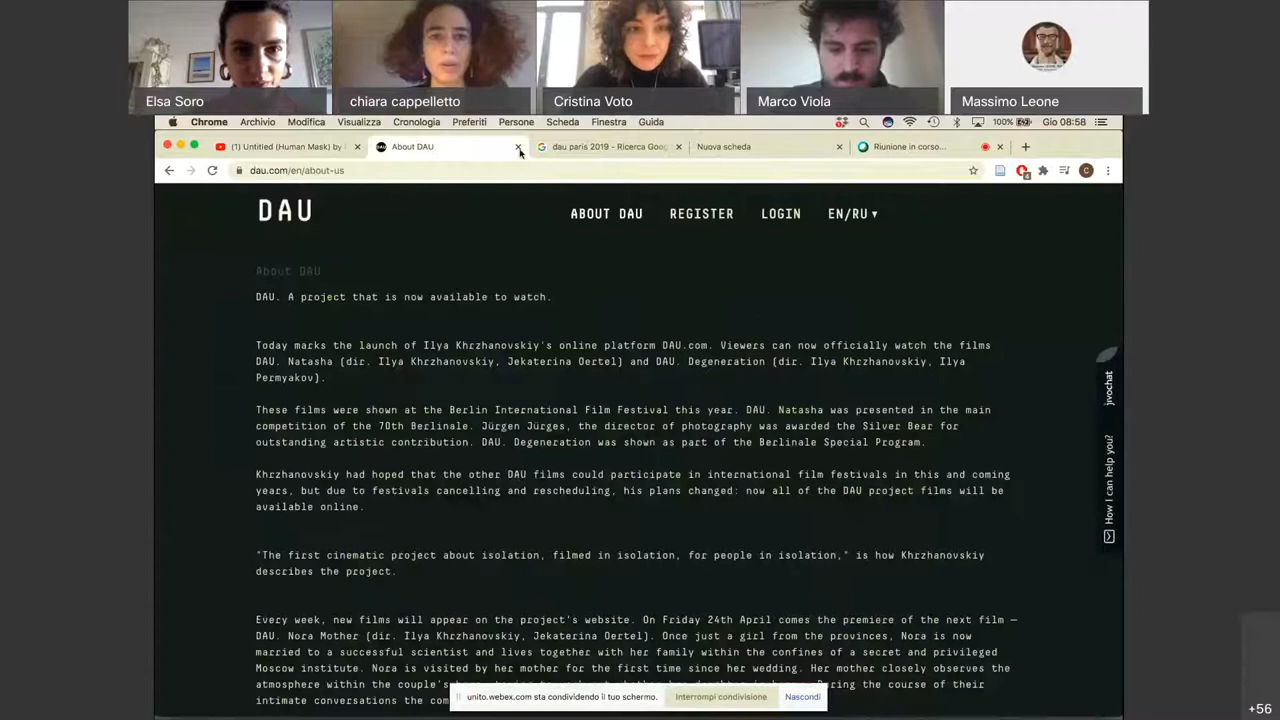 Elsa Soro
chiara cappelletto
Cristina Voto
Marco Viola
Massimo Leone
Chrome Archivio Modifica Visualizza Cronologia Preferiti Persone Scheda Finestra Guida 100% Gio 08:58
(1) Untitled (Human Mask) by
About DAU
dau paris 2019 - Ricerca Goog
Nuova scheda
Riunione in corso...
dau.com/en/about-us
DAU
ABOUT DAU REGISTER LOGIN EN/RU ▾
About DAU
DAU. A project that is now available to watch.
Today marks the launch of Ilya Khrzhanovskiy's online platform DAU.com. Viewers can now officially watch the films
DAU. Natasha (dir. Ilya Khrzhanovskiy, Jekaterina Oertel) and DAU. Degeneration (dir. Ilya Khrzhanovskiy, Ilya
Permyakov).
These films were shown at the Berlin International Film Festival this year. DAU. Natasha was presented in the main
competition of the 70th Berlinale. Jürgen Jürges, the director of photography was awarded the Silver Bear for
outstanding artistic contribution. DAU. Degeneration was shown as part of the Berlinale Special Program.
Khrzhanovskiy had hoped that the other DAU films could participate in international film festivals in this and coming
years, but due to festivals cancelling and rescheduling, his plans changed: now all of the DAU project films will be
available online.
"The first cinematic project about isolation, filmed in isolation, for people in isolation," is how Khrzhanovskiy
describes the project.
Every week, new films will appear on the project's website. On Friday 24th April comes the premiere of the next film —
DAU. Nora Mother (dir. Ilya Khrzhanovskiy, Jekaterina Oertel). Once just a girl from the provinces, Nora is now
married to a successful scientist and lives together with her family within the confines of a secret and privileged
Moscow institute. Nora is visited by her mother for the first time since her wedding. Her mother closely observes the
atmosphere within the couple's During the course of their
intimate conversations the com
jivochat
How I can help you?
unito.webex.com sta condividendo il tuo schermo. Interrompi condivisione Nascondi
+56